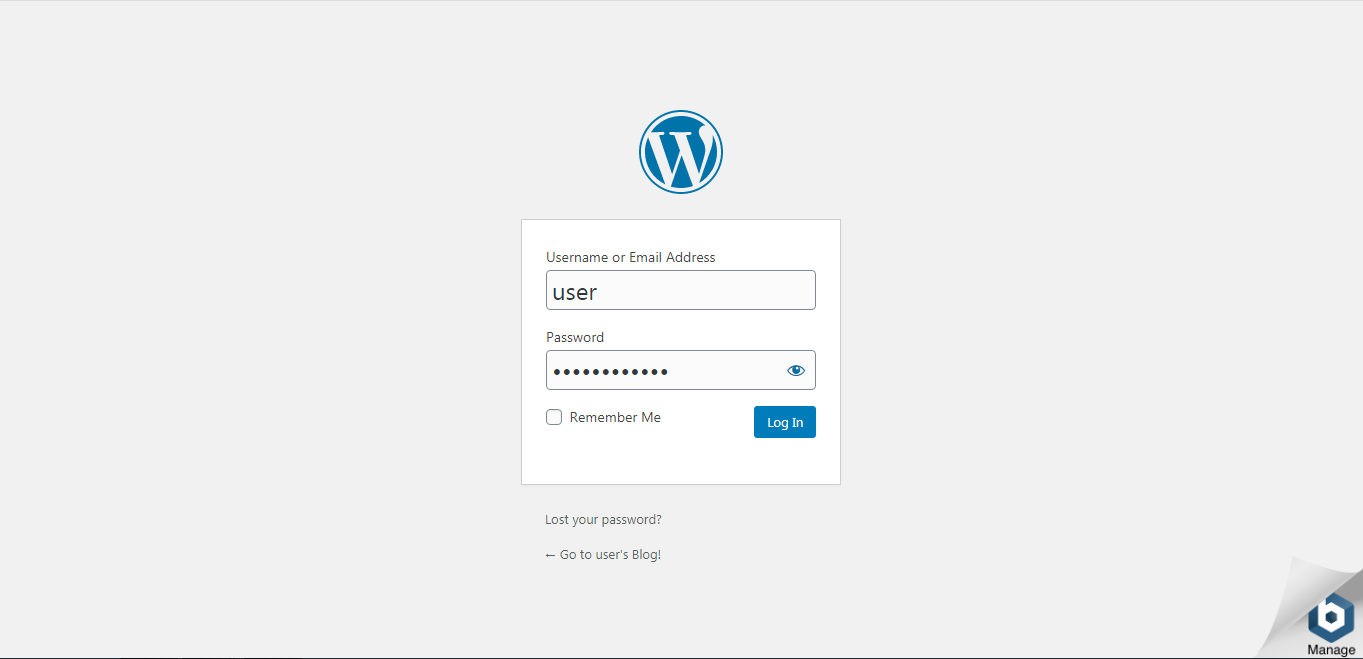 Username or Email Address
user
Password
••••••••••••
Remember Me
Log In
Lost your password?
← Go to user's Blog!
Manage